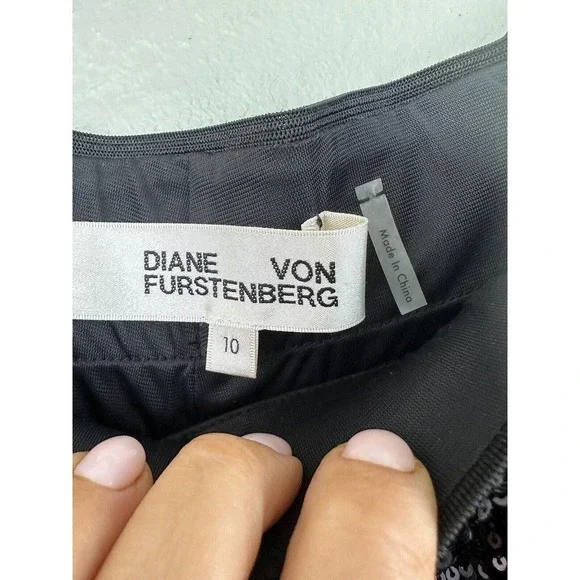 DIANE VON
FURSTENBERG
10
Made In China